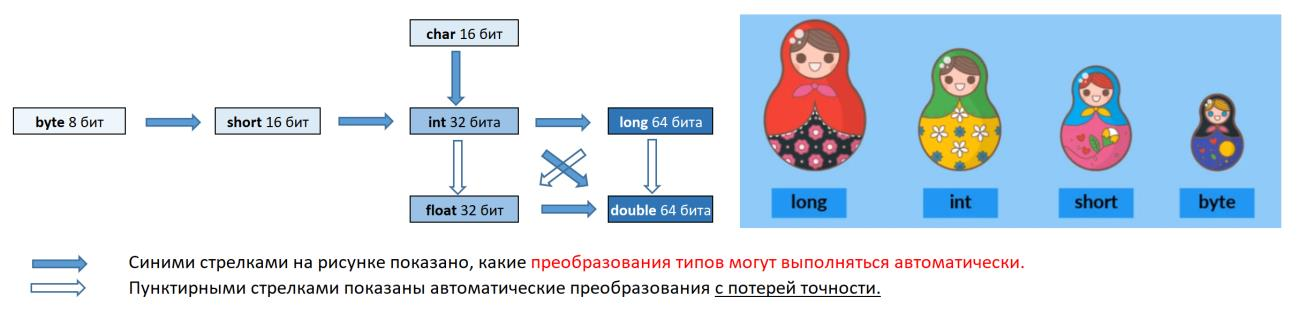 char 16 бит
byte 8 бит
short 16 бит
int 32 бита
long 64 бита
float 32 бит
double 64 бита
long
int
short
byte
Синими стрелками на рисунке показано, какие преобразования типов могут выполняться автоматически.
Пунктирными стрелками показаны автоматические преобразования с потерей точности.